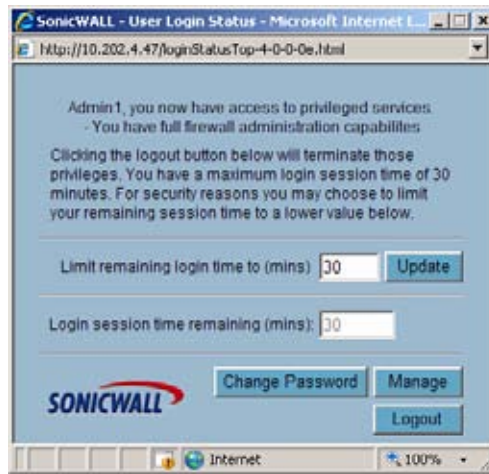 SonicWALL - User Login Status - Microsoft Internet E...
http://10.202.4.47/loginStatusTop-4-0-0-0e.html
Admin1, you now have access to privileged services
- You have full firewall administration capabilites
Clicking the logout button below will terminate those
privileges. You have a maximum login session time of 30
minutes. For security reasons you may choose to limit
your remaining session time to a lower value below.
Limit remaining login time to (mins) 30 Update
Login session time remaining (mins): 30
Change Password Manage
SONICWALL
Logout
Internet 100%